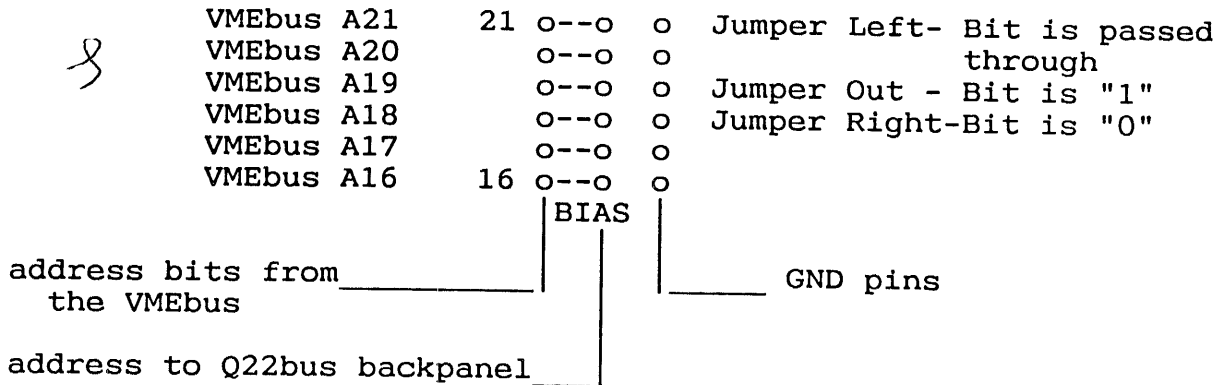 VMEbus A21 21 o--o o Jumper Left- Bit is passed
VMEbus A20 o--o o through
VMEbus A19 o--o o Jumper Out - Bit is "1"
VMEbus A18 o--o o Jumper Right-Bit is "0"
VMEbus A17 o--o o
VMEbus A16 16 o--o o
BIAS
address bits from GND pins
the VMEbus
address to Q22bus backpanel